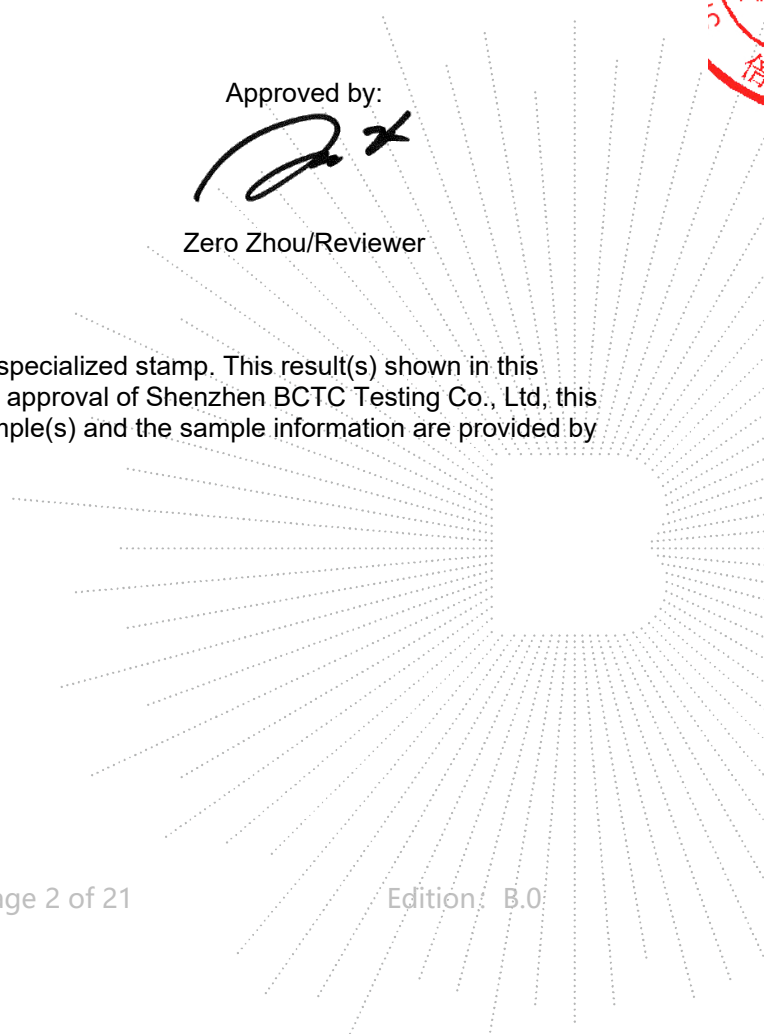 Approved by:
Zero Zhou/Reviewer
specialized stamp. This result(s) shown in this
approval of Shenzhen BCTC Testing Co., Ltd, this
mple(s) and the sample information are provided by
ge 2 of 21 Edition: B.0